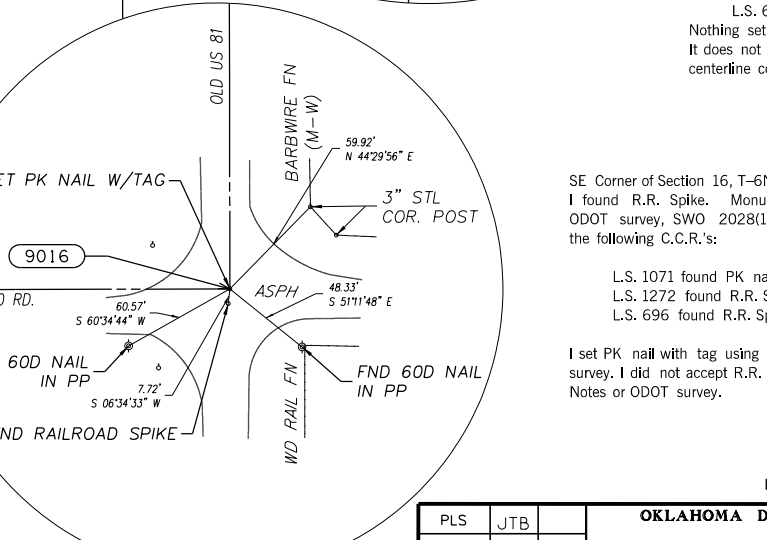 OLD US 81
BARBWIRE FN
(M-W)
59.92'
N 44°29'56" E
PK NAIL W/TAG
3" STL
COR. POST
9016
RD.
ASPH
60.57'
S 60°34'44" W
48.33'
S 51°11'48" E
60D NAIL
IN PP
7.72'
S 06°34'33" W
FND 60D NAIL
IN PP
RAILROAD SPIKE
WD RAIL FN
L.S. 6
Nothing set
It does not
centerline co
SE Corner of Section 16, T-6N
I found R.R. Spike. Monu
ODOT survey, SWO 2028(1
the following C.C.R.'s:
L.S. 1071 found PK na
L.S. 1272 found R.R. S
L.S. 696 found R.R. Sp
I set PK nail with tag using
survey. I did not accept R.R.
Notes or ODOT survey.
PLS JTB
OKLAHOMA D